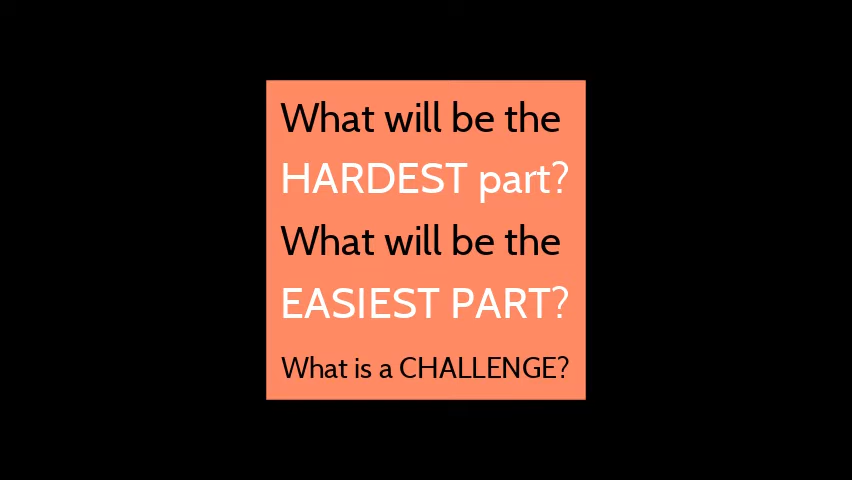 What will be the
HARDEST part?
What will be the
EASIEST PART?
What is a CHALLENGE?